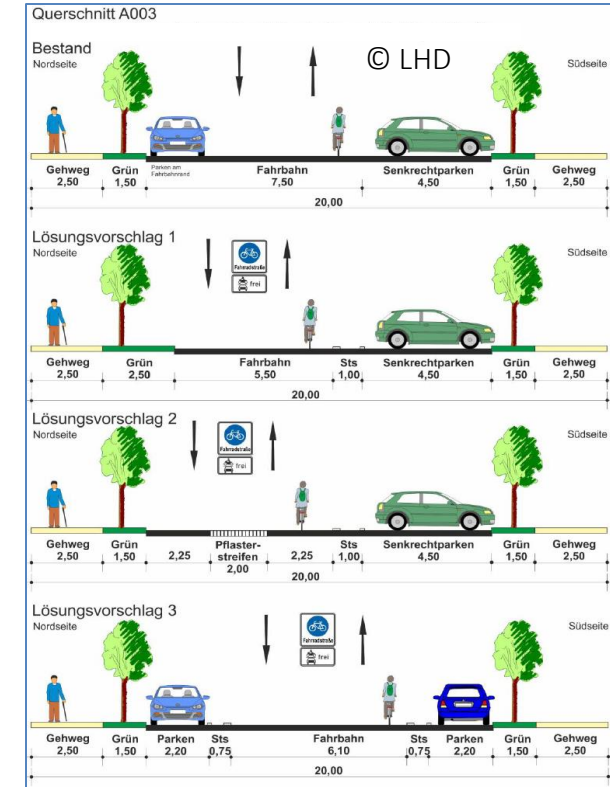 Querschnitt A003
Bestand
© LHD
Nordseite
Südseite
Parken am
Fahrbahnrand
Gehweg Grün Fahrbahn Senkrechtparken Grün Gehweg
2,50 1,50 7,50 4,50 1,50 2,50
20,00
Lösungsvorschlag 1
Nordseite
Südseite
Fahrradstraße
frei
Gehweg Grün Fahrbahn Sts Senkrechtparken Grün Gehweg
2,50 2,50 5,50 1,00 4,50 1,50 2,50
20,00
Lösungsvorschlag 2
Nordseite
Südseite
Fahrradstraße
frei
Gehweg Grün Pflaster- Sts Senkrechtparken Grün Gehweg
2,50 1,50 2,25 streifen 2,25 1,00 4,50 1,50 2,50
2,00
20,00
Lösungsvorschlag 3
Nordseite
Südseite
Fahrradstraße
frei
Gehweg Grün Parken Sts Fahrbahn Sts Parken Grün Gehweg
2,50 1,50 2,20 0,75 6,10 0,75 2,20 1,50 2,50
20,00